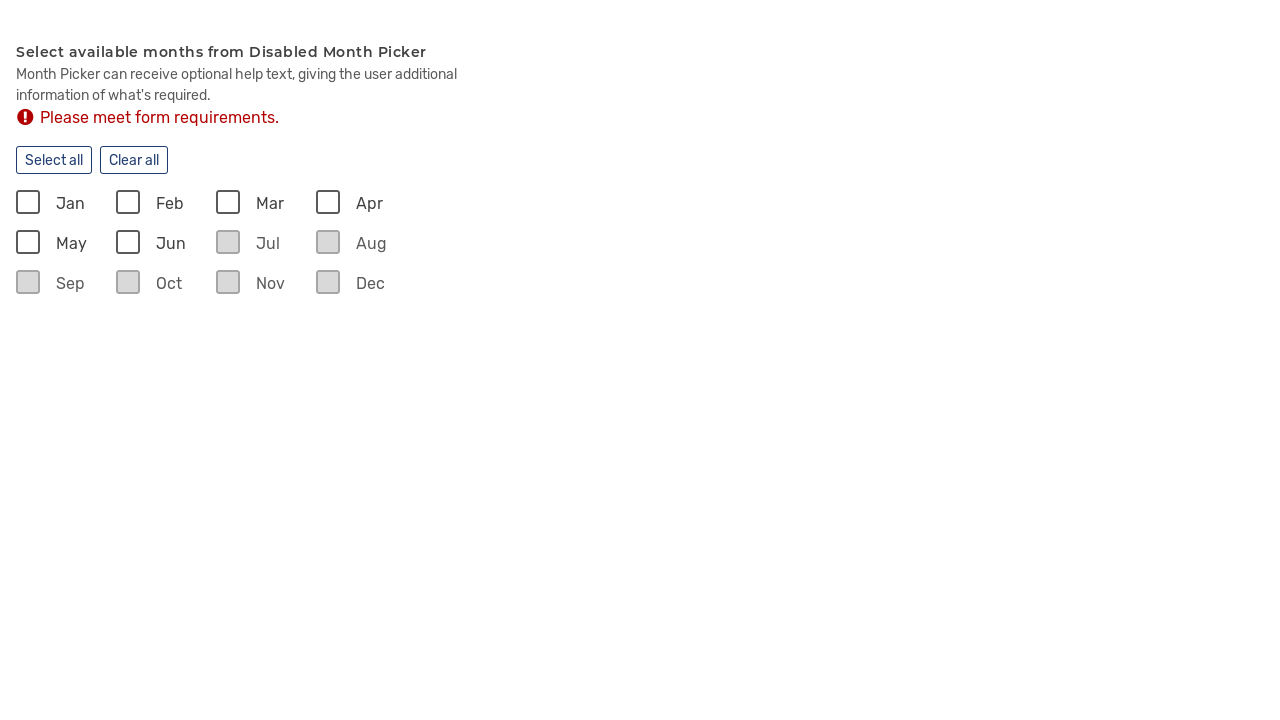 Select available months from Disabled Month Picker
Month Picker can receive optional help text, giving the user additional
information of what's required.
Please meet form requirements.
Select all Clear all
Jan Feb Mar Apr
May Jun Jul Aug
Sep Oct Nov Dec